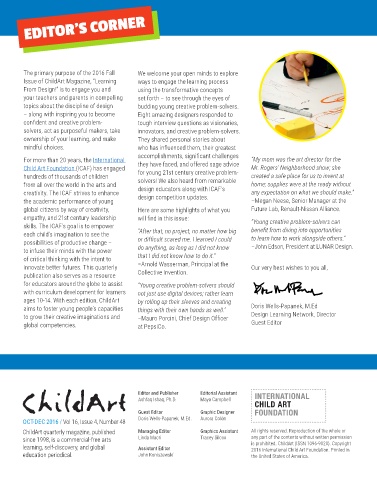 EDITOR'S CORNER
The primary purpose of the 2016 Fall
Issue of ChildArt Magazine, "Learning
From Design!" is to engage you and
your teachers and parents in compelling
topics about the discipline of design
– along with inspiring you to become
confident and creative problem-
solvers, act as purposeful makers, take
ownership of your learning, and make
mindful choices.
For more than 20 years, the International
Child Art Foundation (ICAF) has engaged
hundreds of thousands of children
from all over the world in the arts and
creativity. The ICAF strives to enhance
the academic performance of young
global citizens by way of creativity,
empathy, and 21st century leadership
skills. The ICAF's goal is to empower
each child's imagination to see the
possibilities of productive change –
to infuse their minds with the power
of critical thinking with the intent to
innovate better futures. This quarterly
publication also serves as a resource
for educators around the globe to assist
with curriculum development for learners
ages 10-34. With each edition, ChildArt
aims to foster young people's capacities
to grow their creative imaginations and
global competencies.
We welcome your open minds to explore
ways to engage the learning process
using the transformative concepts
set forth – to see through the eyes of
budding young creative problem-solvers.
Eight amazing designers responded to
tough interview questions as visionaries,
innovators, and creative problem-solvers.
They shared personal stories about
who has influenced them, their greatest
accomplishments, significant challenges
they have faced, and offered sage advice
for young 21st century creative problem-
solvers! We also heard from remarkable
design educators along with ICAF's
design competition updates.
Here are some highlights of what you
will find in this issue:
"After that, no project, no matter how big
or difficult scared me. I learned I could
do anything, as long as I did not know
that I did not know how to do it."
–Arnold Wasserman, Principal at the
Collective Invention.
"Young creative problem-solvers should
not just use digital devices; rather learn
by rolling up their sleeves and creating
things with their own hands as well."
–Mauro Porcini, Chief Design Officer
at PepsiCo.
"My mom was the art director for the
Mr. Rogers' Neighborhood show; she
created a safe place for us to invent at
home; supplies were at the ready without
any expectation on what we should make."
–Megan Neese, Senior Manager at the
Future Lab, Renault-Nissan Alliance.
"Young creative problem-solvers can
benefit from diving into opportunities
to learn how to work alongside others."
–John Edson, President at LUNAR Design.
Our very best wishes to you all,
Doris Wells-Papanek, M.Ed
Design Learning Network, Director
Guest Editor
ChildArt
OCT-DEC 2016 / Vol 16, Issue 4, Number 48
ChildArt quarterly magazine, published
since 1998, is a commercial-free arts
learning, self-discovery, and global
education periodical.
Editor and Publisher
Ashfaq Ishaq, Ph.D.
Guest Editor
Doris Wells-Papanek, M.Ed.
Managing Editor
Linda March
Assistant Editor
Editorial Assistant
Maya Campbell
Graphic Designer
Graphics Assistant
INTERNATIONAL
CHILD ART
FOUNDATION
All rights reserved. Reproduction of the whole or
any part of the contents without written permission
is prohibited. ChildArt (ISSN 1096-9020). Copyright
2016 International Child Art Foundation. Printed in
the United States of America.